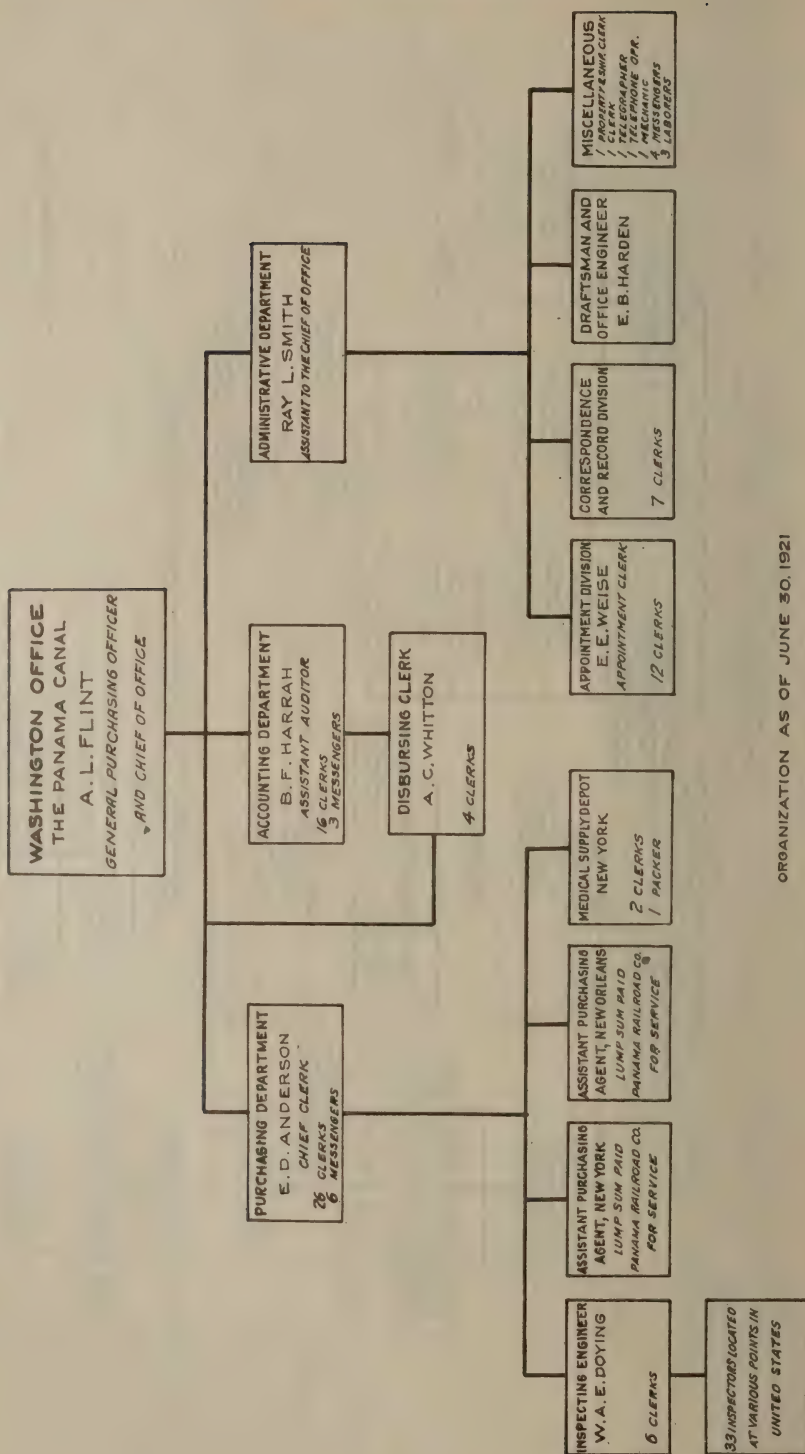 WASHINGTON OFFICE
THE PANAMA CANAL
A. L. FLINT
GENERAL PURCHASING OFFICER
AND CHIEF OF OFFICE
PURCHASING DEPARTMENT
E. D. ANDERSON
CHIEF CLERK
26 CLERKS
6 MESSENGERS
ACCOUNTING DEPARTMENT
B. F. HARRAH
ASSISTANT AUDITOR
16 CLERKS
3 MESSENGERS
ADMINISTRATIVE DEPARTMENT
RAY L. SMITH
ASSISTANT TO THE CHIEF OF OFFICE
DISBURSING CLERK
A. C. WHITTON
4 CLERKS
INSPECTING ENGINEER
W. A. E. DOYING
6 CLERKS
33 INSPECTORS LOCATED
AT VARIOUS POINTS IN
UNITED STATES
ASSISTANT PURCHASING
AGENT, NEW YORK
LUMP SUM PAID
PANAMA RAILROAD CO.
FOR SERVICE
ASSISTANT PURCHASING
AGENT, NEW ORLEANS
LUMP SUM PAID
PANAMA RAILROAD CO.
FOR SERVICE
MEDICAL SUPPLY DEPOT
NEW YORK
2 CLERKS
1 PACKER
APPOINTMENT DIVISION
E. E. WEISE
APPOINTMENT CLERK
12 CLERKS
CORRESPONDENCE
AND RECORD DIVISION
7 CLERKS
DRAFTSMAN AND
OFFICE ENGINEER
E. B. HARDEN
MISCELLANEOUS
1 PROPERTY & SHIP. CLERK
1 CLERK
1 TELEGRAPHER
1 TELEPHONE OPR.
1 MECHANIC
4 MESSENGERS
3 LABORERS
ORGANIZATION AS OF JUNE 30, 1921